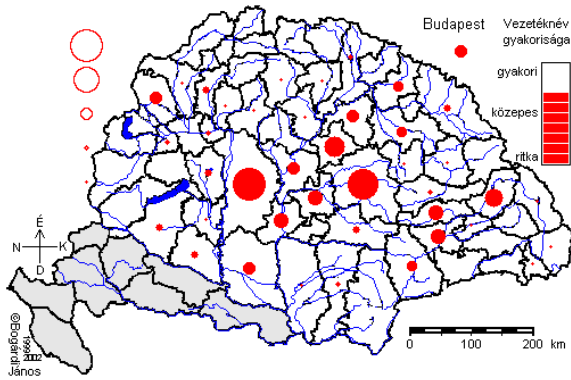 Budapest
Vezetéknév
gyakorisága
gyakori
közepes
ritka
É
N K
D
©Bogárdi
János
0 100 200 km